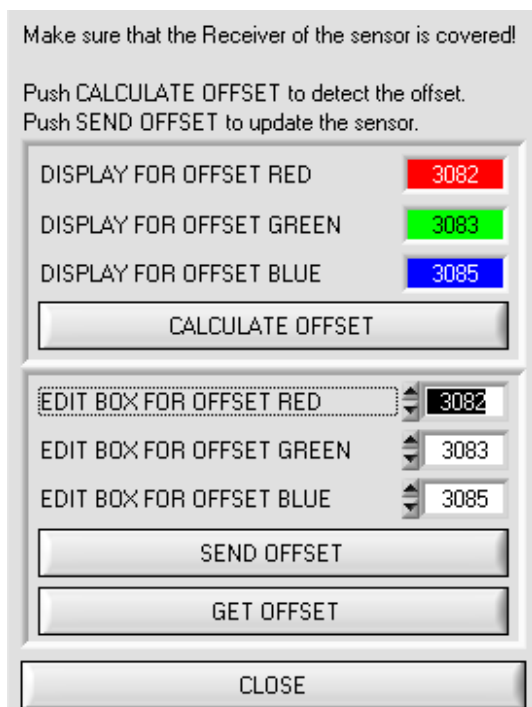 Make sure that the Receiver of the sensor is covered!
Push CALCULATE OFFSET to detect the offset.
Push SEND OFFSET to update the sensor.
DISPLAY FOR OFFSET RED 3082
DISPLAY FOR OFFSET GREEN 3083
DISPLAY FOR OFFSET BLUE 3085
CALCULATE OFFSET
EDIT BOX FOR OFFSET RED 3082
EDIT BOX FOR OFFSET GREEN 3083
EDIT BOX FOR OFFSET BLUE 3085
SEND OFFSET
GET OFFSET
CLOSE